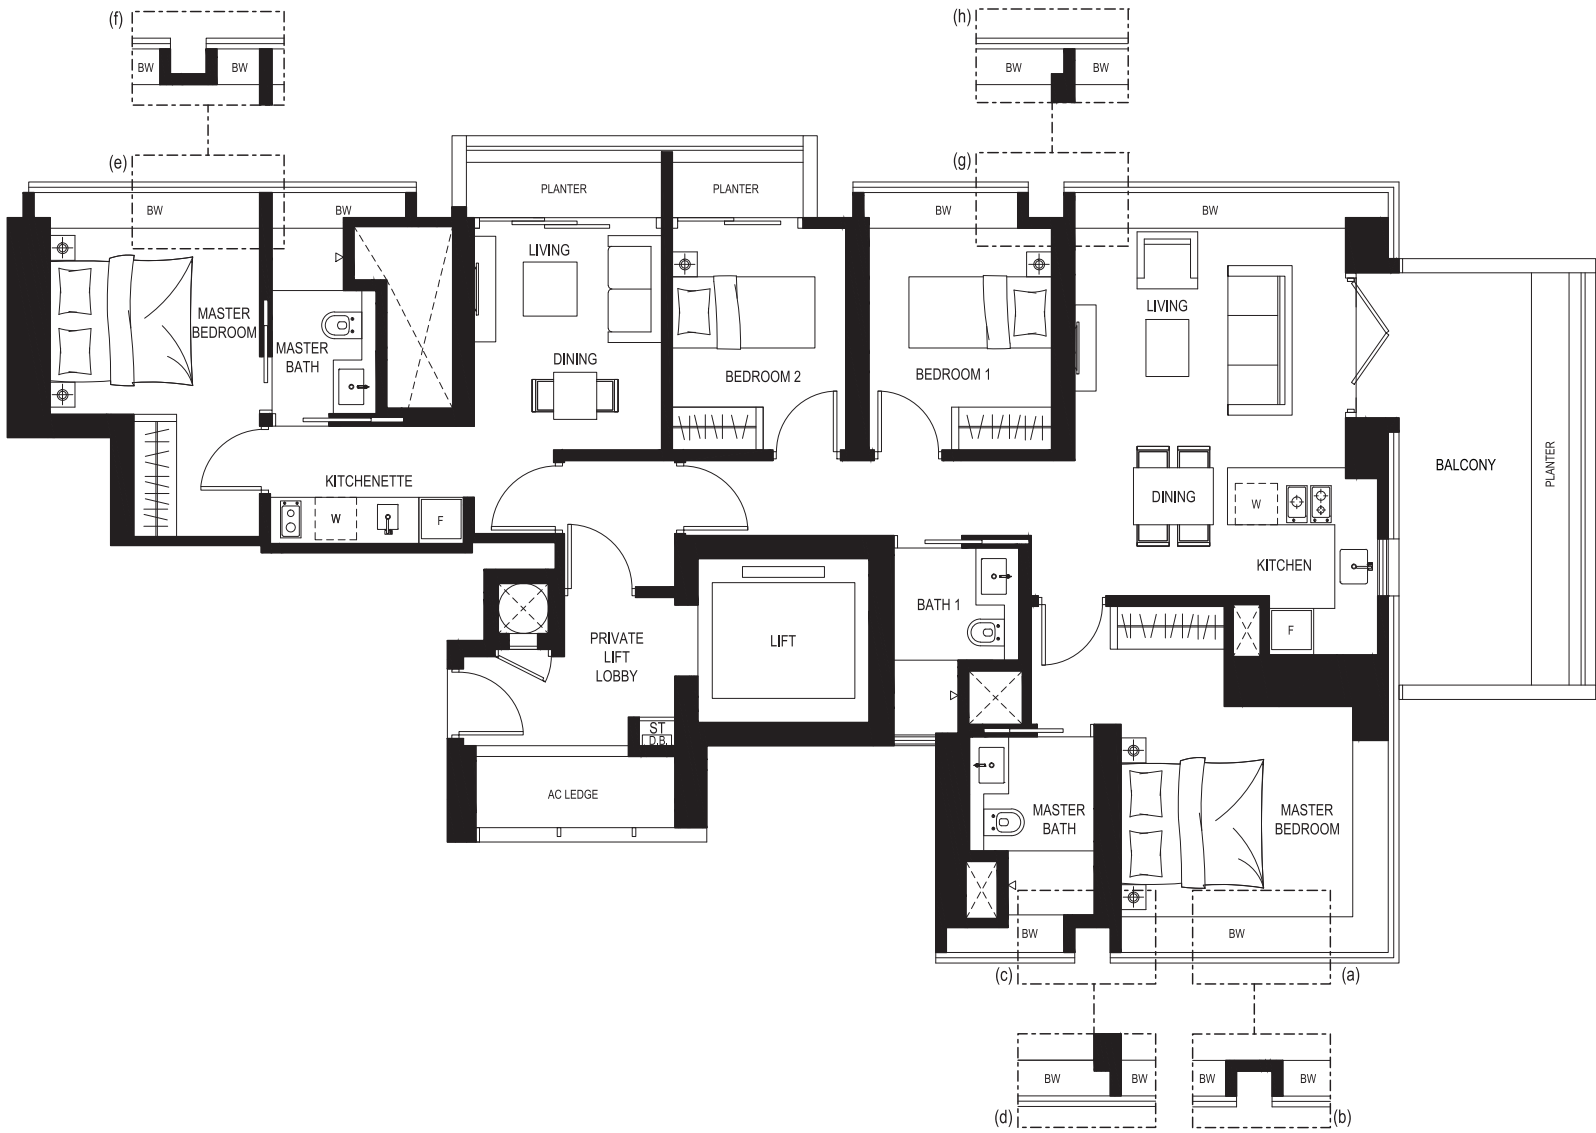 (f)
(h)
BW
BW
BW
BW
(e)
(g)
PLANTER
PLANTER
BW
BW
BW
BW
LIVING
LIVING
MASTER
BEDROOM
MASTER
BATH
DINING
BEDROOM 2
BEDROOM 1
KITCHENETTE
BALCONY
PLANTER
DINING
W
F
W
KITCHEN
BATH 1
F
PRIVATE
LIFT
LOBBY
LIFT
ST
D.B.
AC LEDGE
MASTER
BATH
MASTER
BEDROOM
BW
BW
(c)
(a)
BW
BW
BW
BW
(d)
(b)